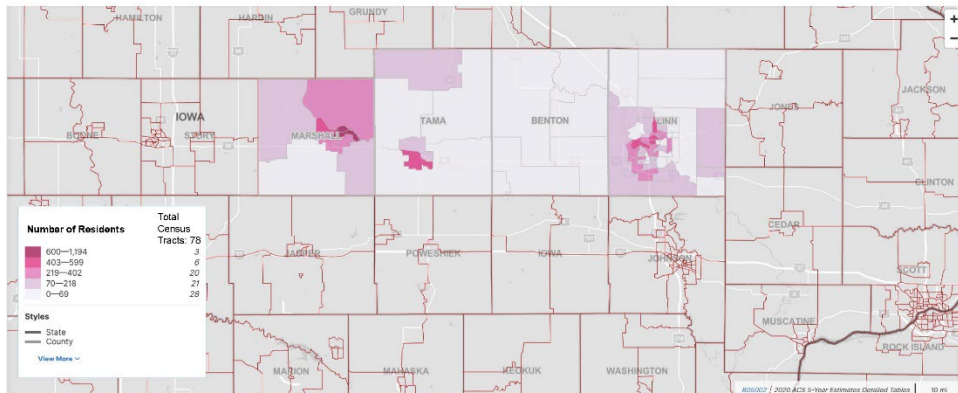 HAMILTON
HARDIN
GRUNDY
+
−
JACKSON
JONES
IOWA
TAMA
BENTON
LINN
BOONE
STORY
MARSHALL
CLINTON
CEDAR
Number of Residents
Total
Census
Tracts: 78
600—1,194 3
403—599 6
219—402 20
70—218 21
0—69 28
JASPER
POWESHIEK
IOWA
JOHNSON
SCOTT
Styles
State
County
View More
MUSCATINE
ROCK ISLAND
MARION
MAHASKA
KEOKUK
WASHINGTON
B05002 / 2020 ACS 5-Year Estimates Detailed Tables
10 mi